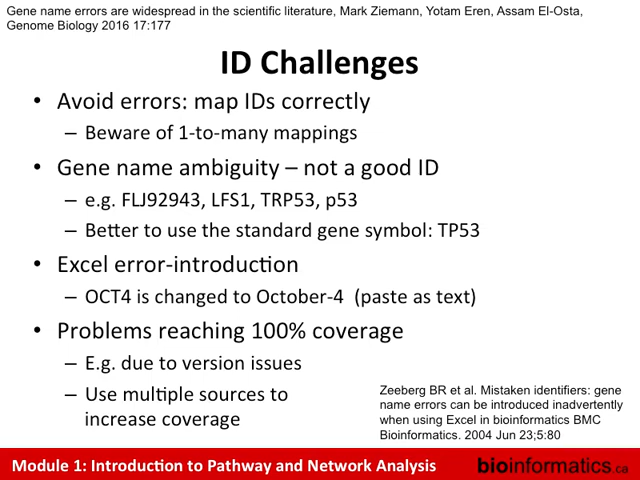 Gene name errors are widespread in the scientific literature, Mark Ziemann, Yotam Eren, Assam El-Osta,
Genome Biology 2016 17:177
ID Challenges
• Avoid errors: map IDs correctly
– Beware of 1-to-many mappings
• Gene name ambiguity – not a good ID
– e.g. FLJ92943, LFS1, TRP53, p53
– Better to use the standard gene symbol: TP53
• Excel error-introduction
– OCT4 is changed to October-4 (paste as text)
• Problems reaching 100% coverage
– E.g. due to version issues
– Use multiple sources to
increase coverage
Zeeberg BR et al. Mistaken identifiers: gene
name errors can be introduced inadvertently
when using Excel in bioinformatics BMC
Bioinformatics. 2004 Jun 23;5:80
Module 1: Introduction to Pathway and Network Analysis
bioinformatics.ca